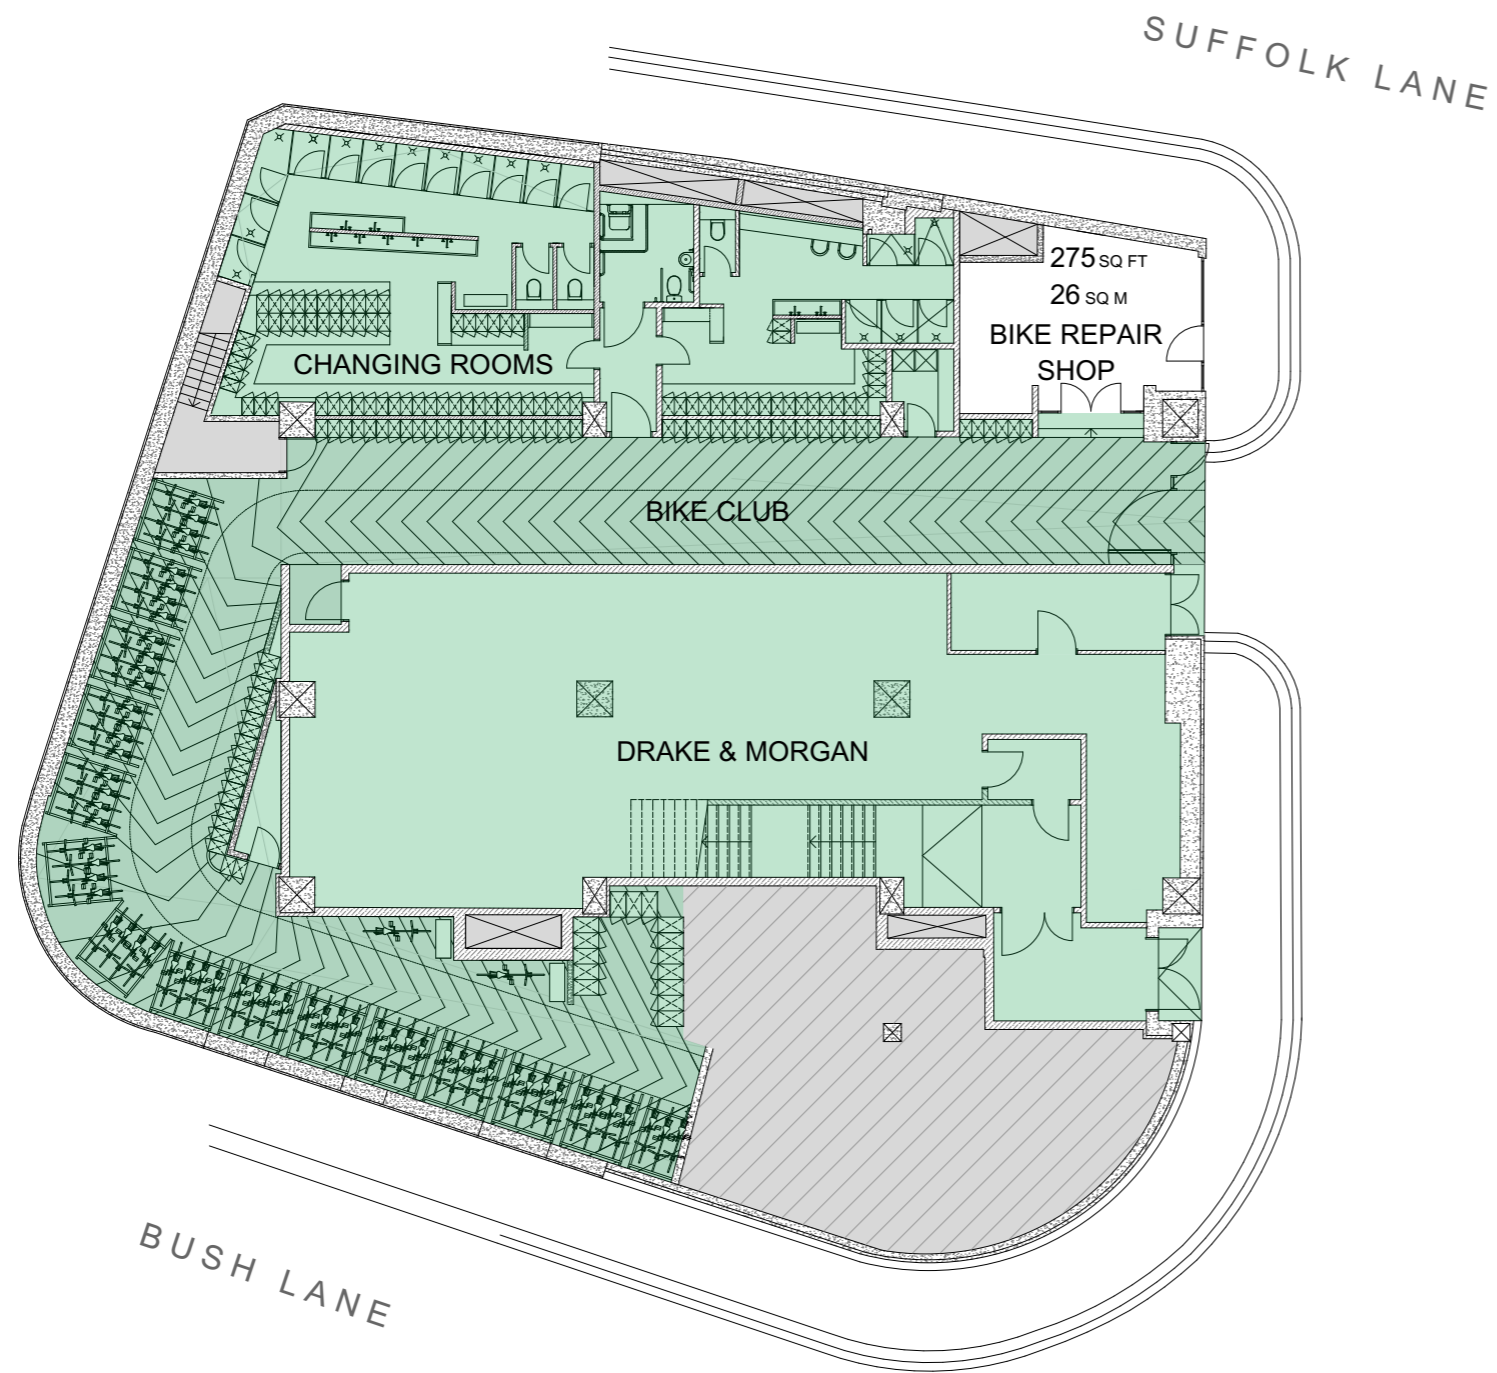 SUFFOLK LANE
275 SQ FT
26 SQ M
BIKE REPAIR
SHOP
CHANGING ROOMS
BIKE CLUB
DRAKE & MORGAN
BUSH LANE